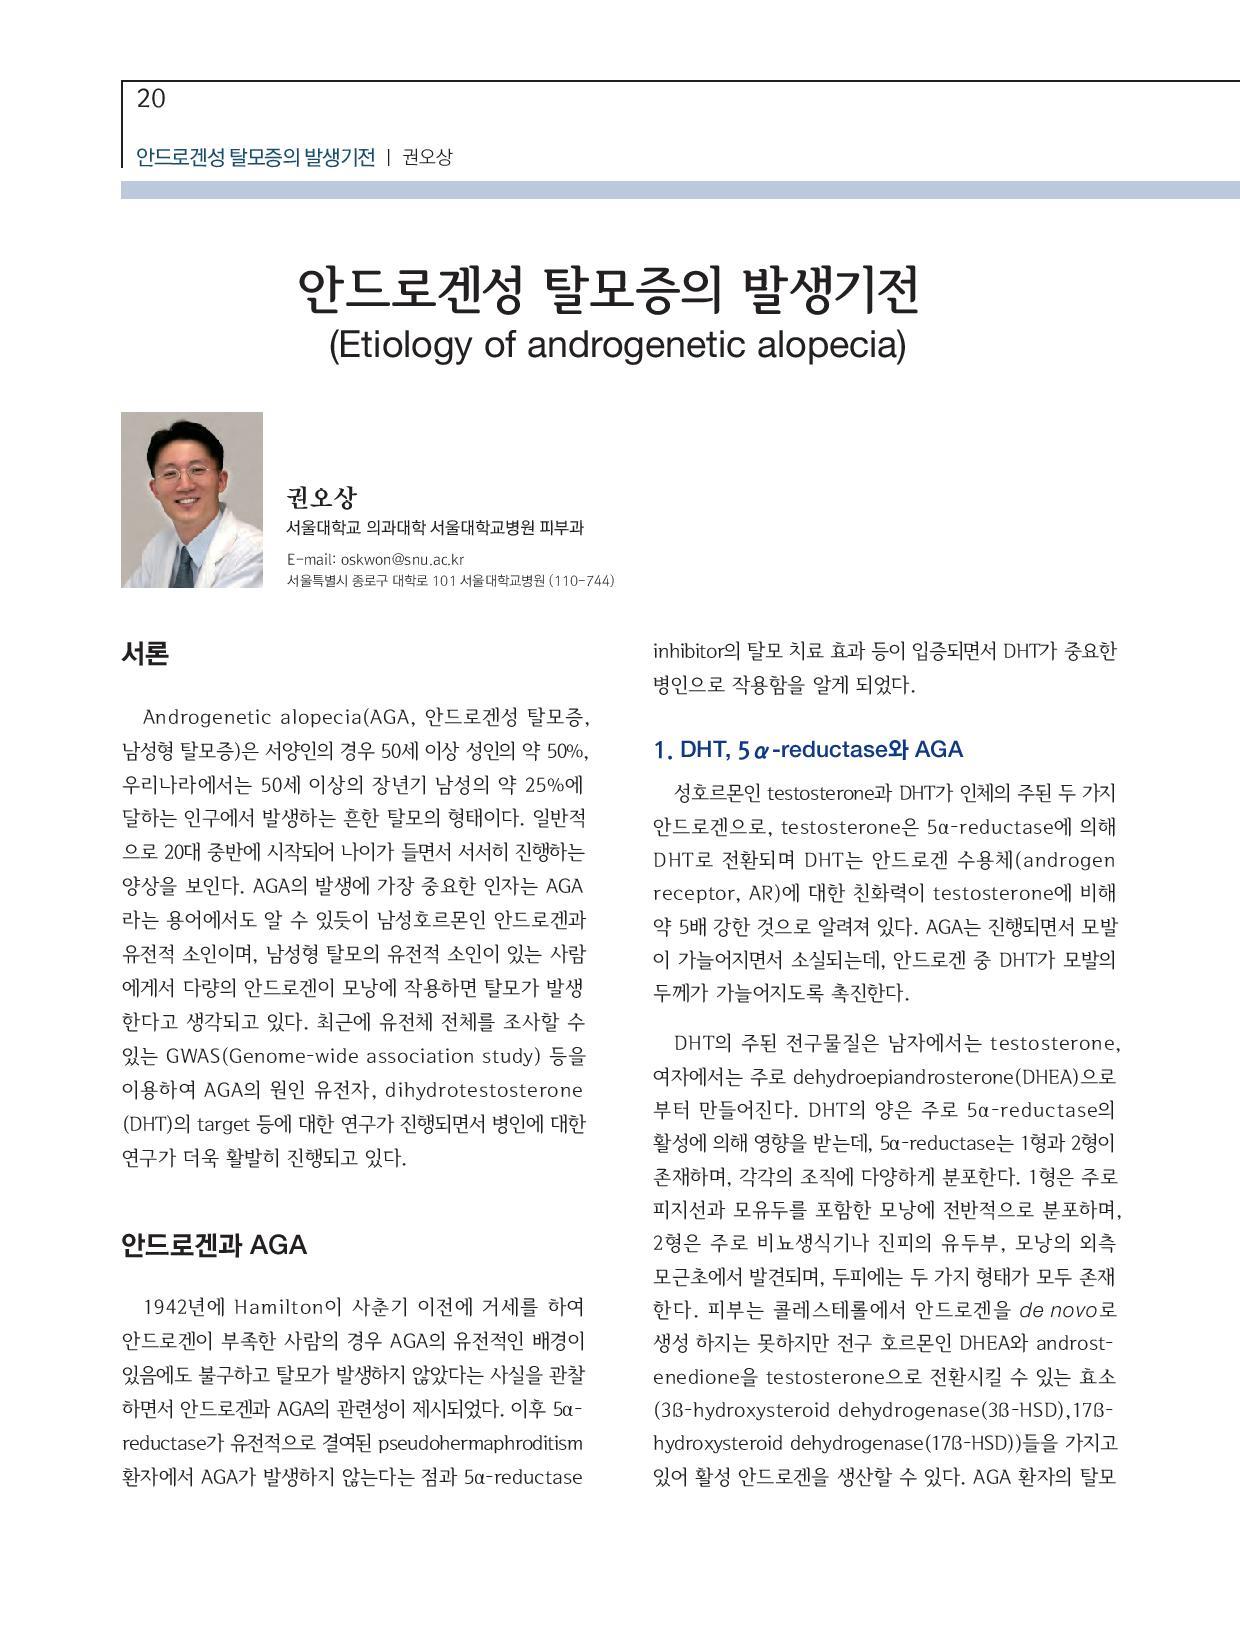 20
안드로겐성 탈모증의 발생기전 | 권오상
안드로겐성 탈모증의 발생기전
(Etiology of androgenetic alopecia)
권오상
서울대학교 의과대학 서울대학교병원 피부과
E-mail: oskwon@snu.ac.kr
서울특별시 종로구 대학로 101 서울대학교병원 (110-744)
서론
Androgenetic alopecia(AGA, 안드로겐성 탈모증,
남성형 탈모증)은 서양인의 경우 50세 이상 성인의 약 50%,
우리나라에서는 50세 이상의 장년기 남성의 약 25%에
달하는 인구에서 발생하는 흔한 탈모의 형태이다. 일반적
으로 20대 중반에 시작되어 나이가 들면서 서서히 진행하는
양상을 보인다. AGA의 발생에 가장 중요한 인자는 AGA
라는 용어에서도 알 수 있듯이 남성호르몬인 안드로겐과
유전적 소인이며, 남성형 탈모의 유전적 소인이 있는 사람
에게서 다량의 안드로겐이 모낭에 작용하면 탈모가 발생
한다고 생각되고 있다. 최근에 유전체 전체를 조사할 수
있는 GWAS(Genome-wide association study) 등을
이용하여 AGA의 원인 유전자, dihydrotestosterone
(DHT)의 target 등에 대한 연구가 진행되면서 병인에 대한
연구가 더욱 활발히 진행되고 있다.
안드로겐과 AGA
1942년에 Hamilton이 사춘기 이전에 거세를 하여
안드로겐이 부족한 사람의 경우 AGA의 유전적인 배경이
있음에도 불구하고 탈모가 발생하지 않았다는 사실을 관찰
하면서 안드로겐과 AGA의 관련성이 제시되었다. 이후 5α-
reductase가 유전적으로 결여된 pseudohermaphroditism
환자에서 AGA가 발생하지 않는다는 점과 5α-reductase
inhibitor의 탈모 치료 효과 등이 입증되면서 DHT가 중요한
병인으로 작용함을 알게 되었다.
1. DHT, 5α-reductase와 AGA
성호르몬인 testosterone과 DHT가 인체의 주된 두 가지
안드로겐으로, testosterone은 5α-reductase에 의해
DHT로 전환되며 DHT는 안드로겐 수용체(androgen
receptor, AR)에 대한 친화력이 testosterone에 비해
약 5배 강한 것으로 알려져 있다. AGA는 진행되면서 모발
이 가늘어지면서 소실되는데, 안드로겐 중 DHT가 모발의
두께가 가늘어지도록 촉진한다.
DHT의 주된 전구물질은 남자에서는 testosterone,
여자에서는 주로 dehydroepiandrosterone(DHEA)으로
부터 만들어진다. DHT의 양은 주로 5α-reductase의
활성에 의해 영향을 받는데, 5α-reductase는 1형과 2형이
존재하며, 각각의 조직에 다양하게 분포한다. 1형은 주로
피지선과 모유두를 포함한 모낭에 전반적으로 분포하며,
2형은 주로 비뇨생식기나 진피의 유두부, 모낭의 외측
모근초에서 발견되며, 두피에는 두 가지 형태가 모두 존재
한다. 피부는 콜레스테롤에서 안드로겐을 de novo로
생성 하지는 못하지만 전구 호르몬인 DHEA와 androst-
enedione을 testosterone으로 전환시킬 수 있는 효소
(3ß-hydroxysteroid dehydrogenase(3ß-HSD),17ß-
hydroxysteroid dehydrogenase(17ß-HSD))들을 가지고
있어 활성 안드로겐을 생산할 수 있다. AGA 환자의 탈모